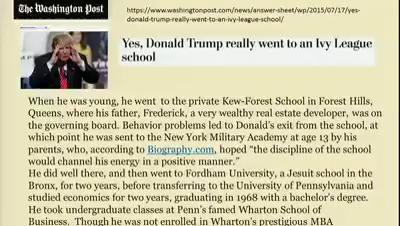 The Washington Post
https://www.washingtonpost.com/news/answer-sheet/wp/2015/07/17/yes-
donald-trump-really-went-to-an-ivy-league-school/
Yes, Donald Trump really went to an Ivy League
school
When he was young, he went to the private Kew-Forest School in Forest Hills,
Queens, where his father, Frederick, a very wealthy real estate developer, was on
the governing board. Behavior problems led to Donald's exit from the school, at
which point he was sent to the New York Military Academy at age 13 by his
parents, who, according to Biography.com, hoped "the discipline of the school
would channel his energy in a positive manner."
He did well there, and then went to Fordham University, a Jesuit school in the
Bronx, for two years, before transferring to the University of Pennsylvania and
studied economics for two years, graduating in 1968 with a bachelor's degree.
He took undergraduate classes at Penn's famed Wharton School of
Business. Though he was not enrolled in Wharton's prestigious MBA